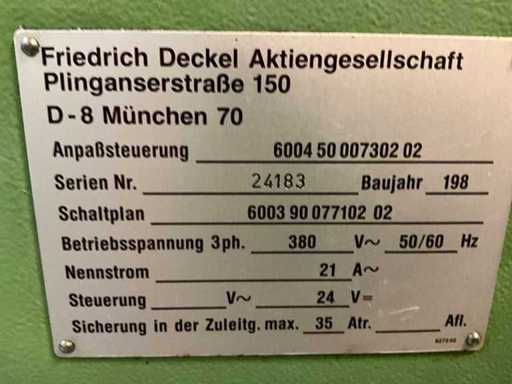 Friedrich Deckel Aktiengesellschaft
Plinganserstraße 150
D-8 München 70
Anpaßsteuerung 6004 50 007302 02
Serien Nr. 24183 Baujahr 198
Schaltplan 6003 90 077102 02
Betriebsspannung 3ph. 380 V~ 50/60 Hz
Nennstrom 21 A~
Steuerung V~ 24 V=
Sicherung in der Zuleitg. max. 35 Atr. Afl.